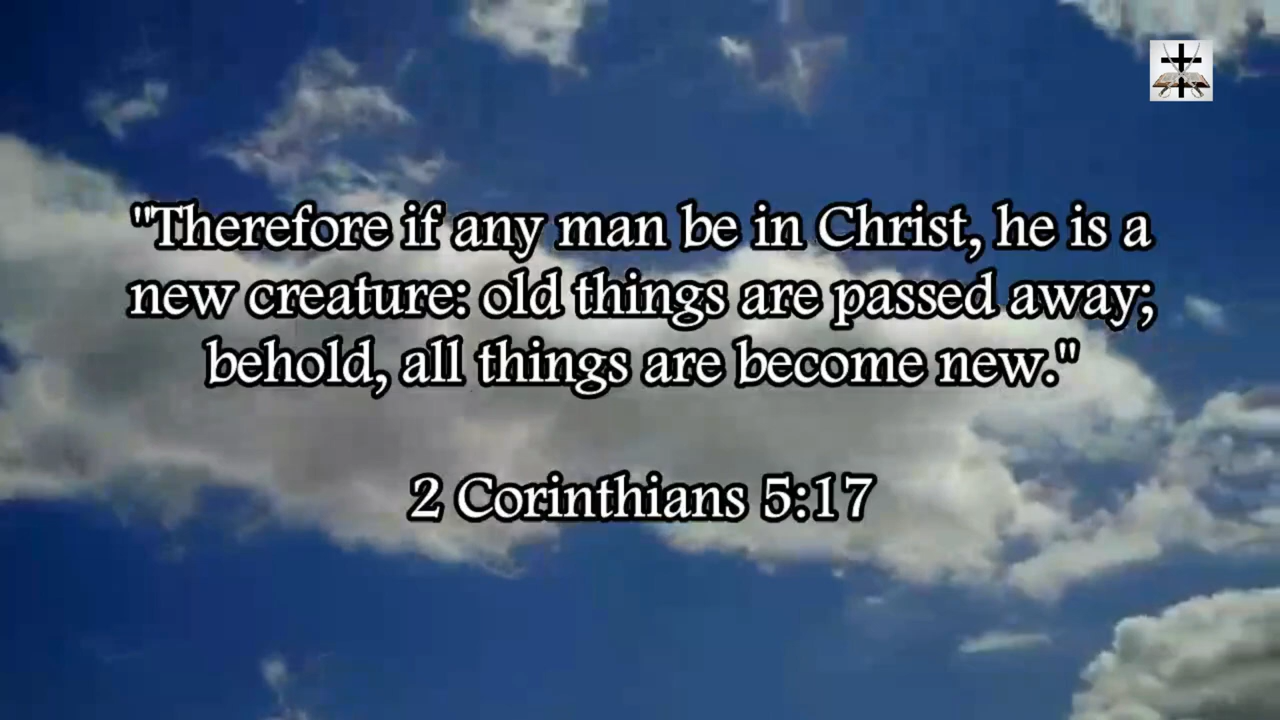 "Therefore if any man be in Christ, he is a
new creature: old things are passed away;
behold, all things are become new."
2 Corinthians 5:17